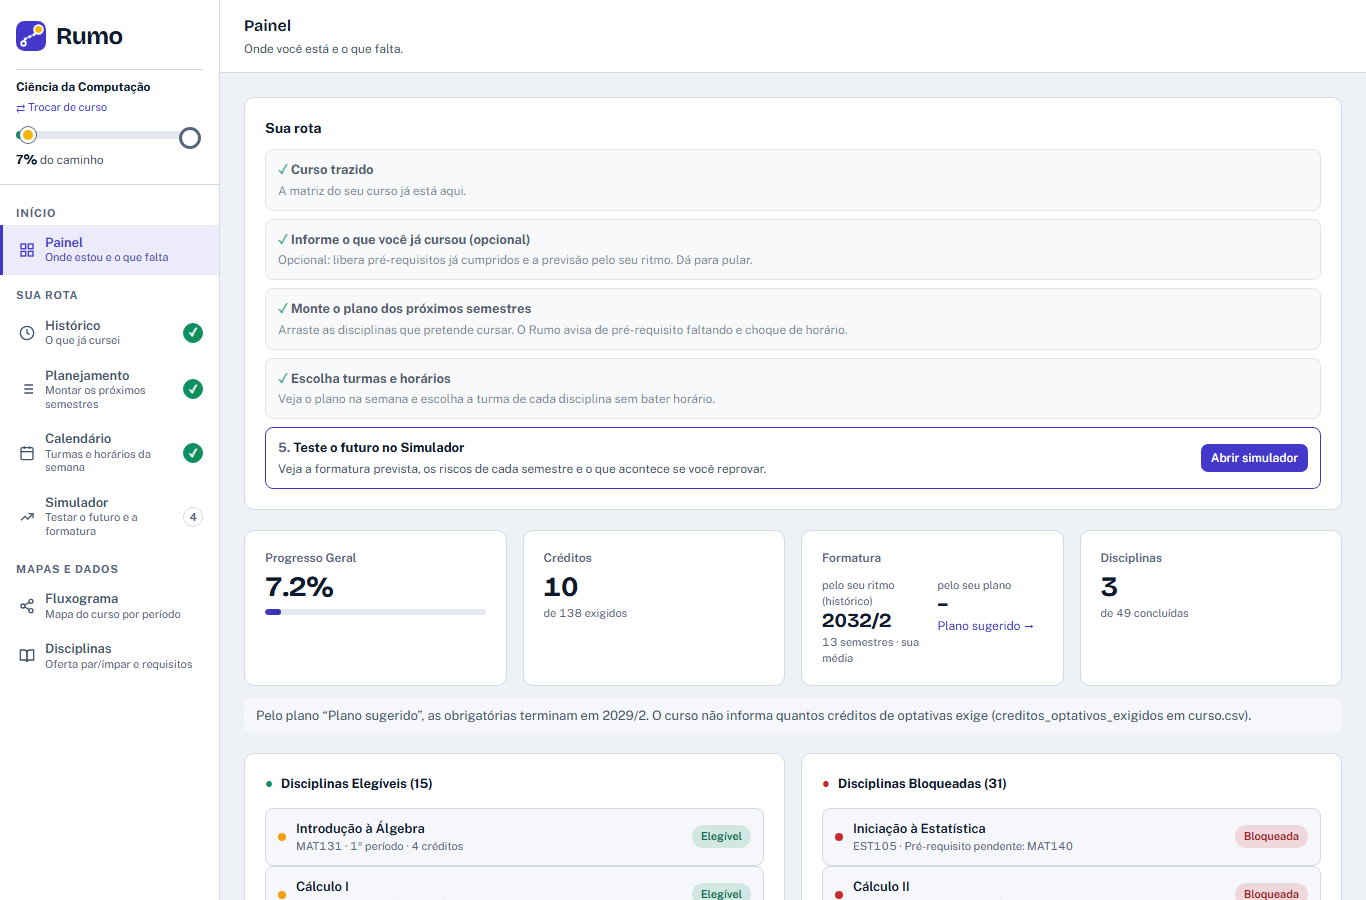 Rumo
Ciência da Computação
⇄ Trocar de curso
7% do caminho
INÍCIO
Painel
Onde estou e o que falta
SUA ROTA
Histórico
O que já cursei
Planejamento
Montar os próximos
semestres
Calendário
Turmas e horários da
semana
Simulador
Testar o futuro e a
formatura
4
MAPAS E DADOS
Fluxograma
Mapa do curso por período
Disciplinas
Oferta par/ímpar e requisitos
Painel
Onde você está e o que falta.
Sua rota
✓ Curso trazido
A matriz do seu curso já está aqui.
✓ Informe o que você já cursou (opcional)
Opcional: libera pré-requisitos já cumpridos e a previsão pelo seu ritmo. Dá para pular.
✓ Monte o plano dos próximos semestres
Arraste as disciplinas que pretende cursar. O Rumo avisa de pré-requisito faltando e choque de horário.
✓ Escolha turmas e horários
Veja o plano na semana e escolha a turma de cada disciplina sem bater horário.
5. Teste o futuro no Simulador
Veja a formatura prevista, os riscos de cada semestre e o que acontece se você reprovar.
Abrir simulador
Progresso Geral
7.2%
Créditos
10
de 138 exigidos
Formatura
pelo seu ritmo
(histórico)
2032/2
13 semestres · sua
média
pelo seu plano
–
Plano sugerido →
Disciplinas
3
de 49 concluídas
Pelo plano “Plano sugerido”, as obrigatórias terminam em 2029/2. O curso não informa quantos créditos de optativas exige (creditos_optativos_exigidos em curso.csv).
Disciplinas Elegíveis (15)
Introdução à Álgebra
MAT131 · 1º período · 4 créditos
Elegível
Cálculo I
Elegível
Disciplinas Bloqueadas (31)
Iniciação à Estatística
EST105 · Pré-requisito pendente: MAT140
Bloqueada
Cálculo II
Bloqueada